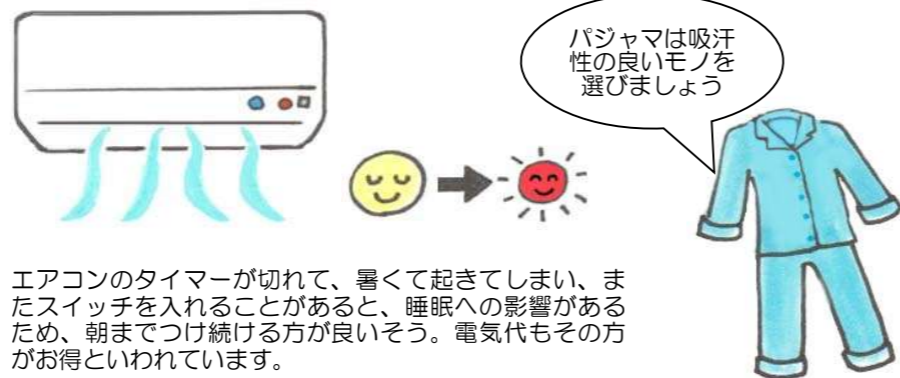 パジャマは吸汗
性の良いモノを
選びましょう
エアコンのタイマーが切れて、暑くて起きてしまい、ま
たスイッチを入れることがあると、睡眠への影響がある
ため、朝までつけ続ける方が良いそう。電気代もその方
がお得といわれています。